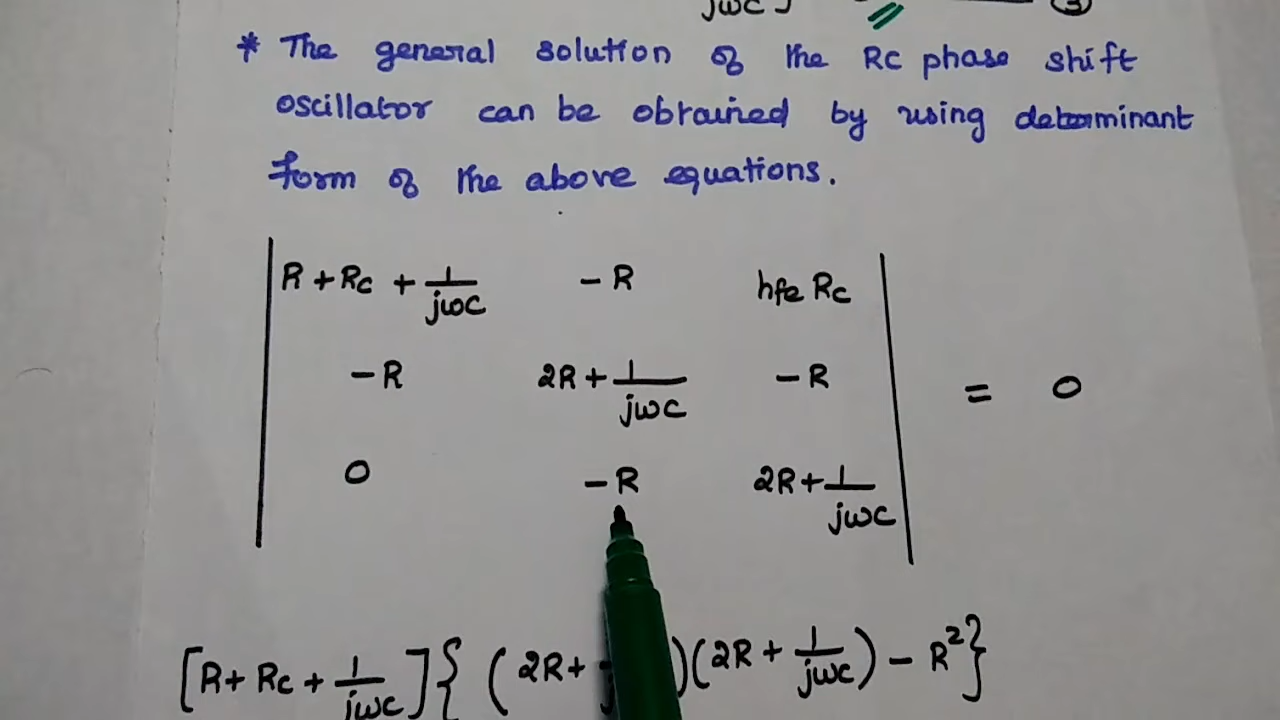 jωC ] ③
* The general solution of the RC phase shift
oscillator can be obtained by using determinant
form of the above equations.
R + Rc + 1/jωC   - R   hfe Rc
- R   2R + 1/jωC   - R   = 0
0   - R   2R + 1/jωC
[R + Rc + 1/jωC ] { (2R + )(2R + 1/jωC) - R²}